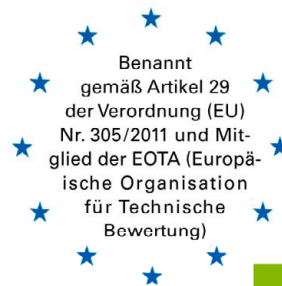 Benannt
gemäß Artikel 29
der Verordnung (EU)
Nr. 305/2011 und Mit-
glied der EOTA (Europä-
ische Organisation
für Technische
Bewertung)